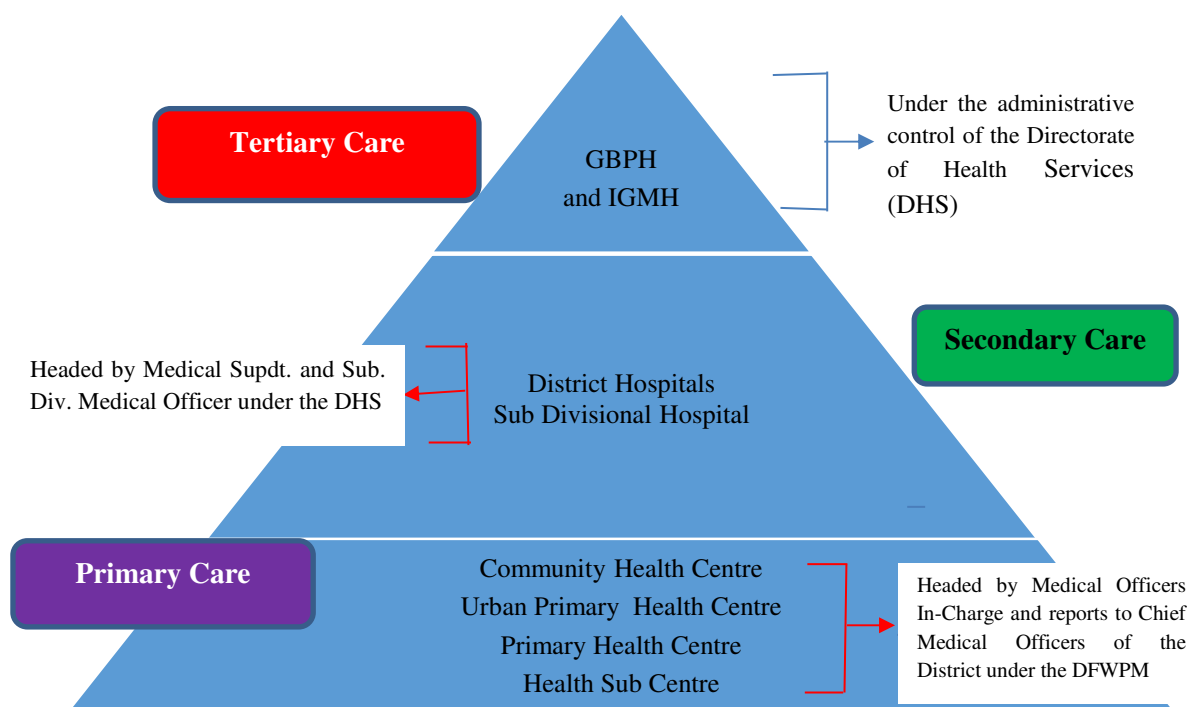 Tertiary Care
GBPH
and IGMH
Under the administrative
control of the Directorate
of Health Services
(DHS)
Secondary Care
Headed by Medical Supdt. and Sub.
Div. Medical Officer under the DHS
District Hospitals
Sub Divisional Hospital
Primary Care
Community Health Centre
Urban Primary Health Centre
Primary Health Centre
Health Sub Centre
Headed by Medical Officers
In-Charge and reports to Chief
Medical Officers of the
District under the DFWPM